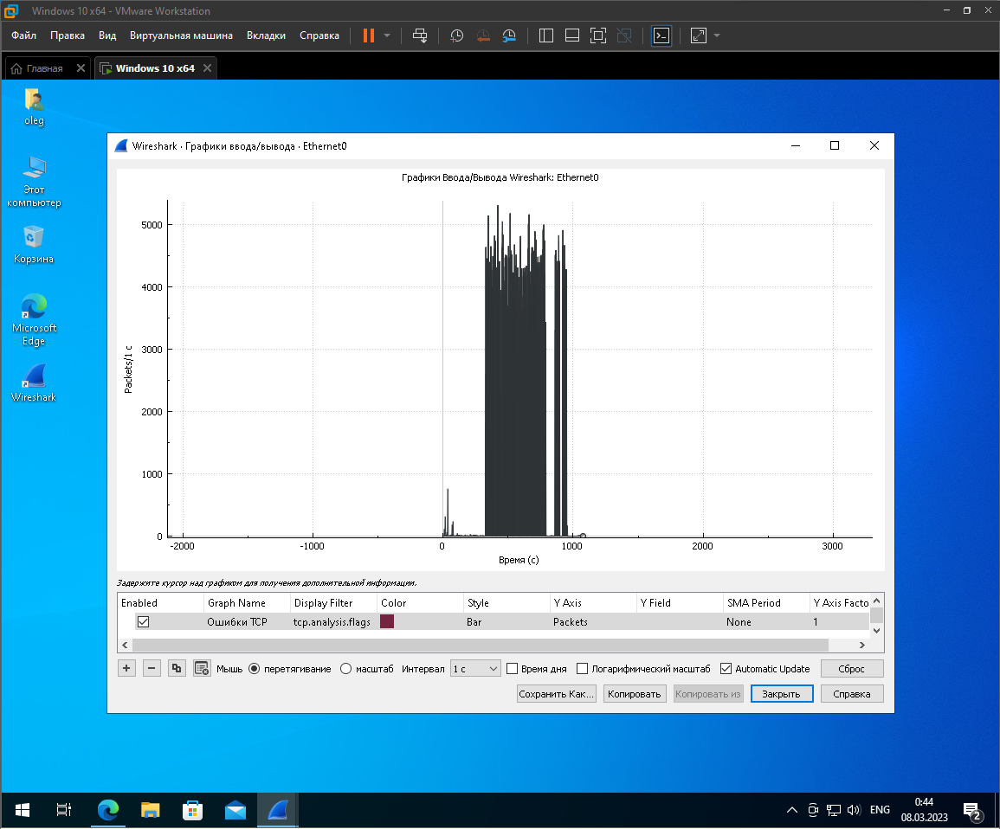 Windows 10 x64 - VMware Workstation
Файл Правка Вид Виртуальная машина Вкладки Справка
Главная Windows 10 x64
oleg
Этот
компьютер
Корзина
Microsoft
Edge
Wireshark
Wireshark · Графики ввода/вывода · Ethernet0
Графики Ввода/Вывода Wireshark: Ethernet0
5000
4000
3000
2000
1000
0
Packets/1 с
-2000 -1000 0 1000 2000 3000
Время (с)
Задержите курсор над графиком для получения дополнительной информации.
Enabled Graph Name Display Filter Color Style Y Axis Y Field SMA Period Y Axis Facto
Ошибки TCP tcp.analysis.flags Bar Packets None 1
Мышь перетягивание масштаб Интервал 1 с Время дня Логарифмический масштаб Automatic Update Сброс
Сохранить Как... Копировать Копировать из Закрыть Справка
ENG
0:44
08.03.2023
2